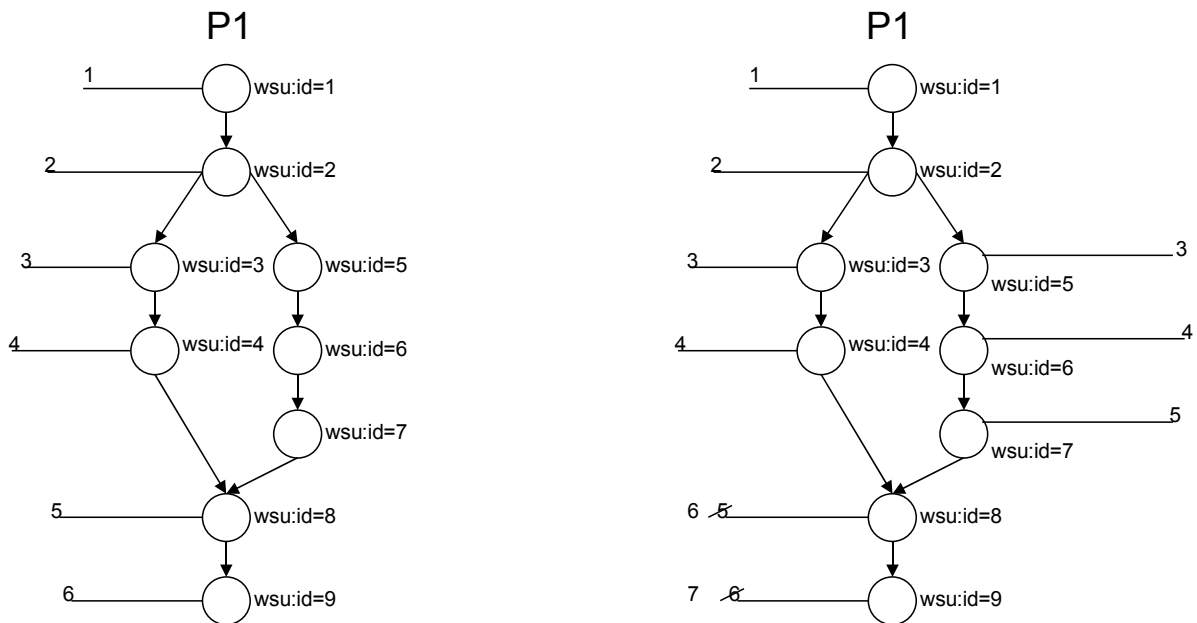 P1
1 wsu:id=1
2 wsu:id=2
3 wsu:id=3 wsu:id=5
4 wsu:id=4 wsu:id=6
wsu:id=7
5 wsu:id=8
6 wsu:id=9
P1
1 wsu:id=1
2 wsu:id=2
3 wsu:id=3 3
wsu:id=5
4 wsu:id=4 4
wsu:id=6
5
wsu:id=7
6 5 wsu:id=8
7 6 wsu:id=9